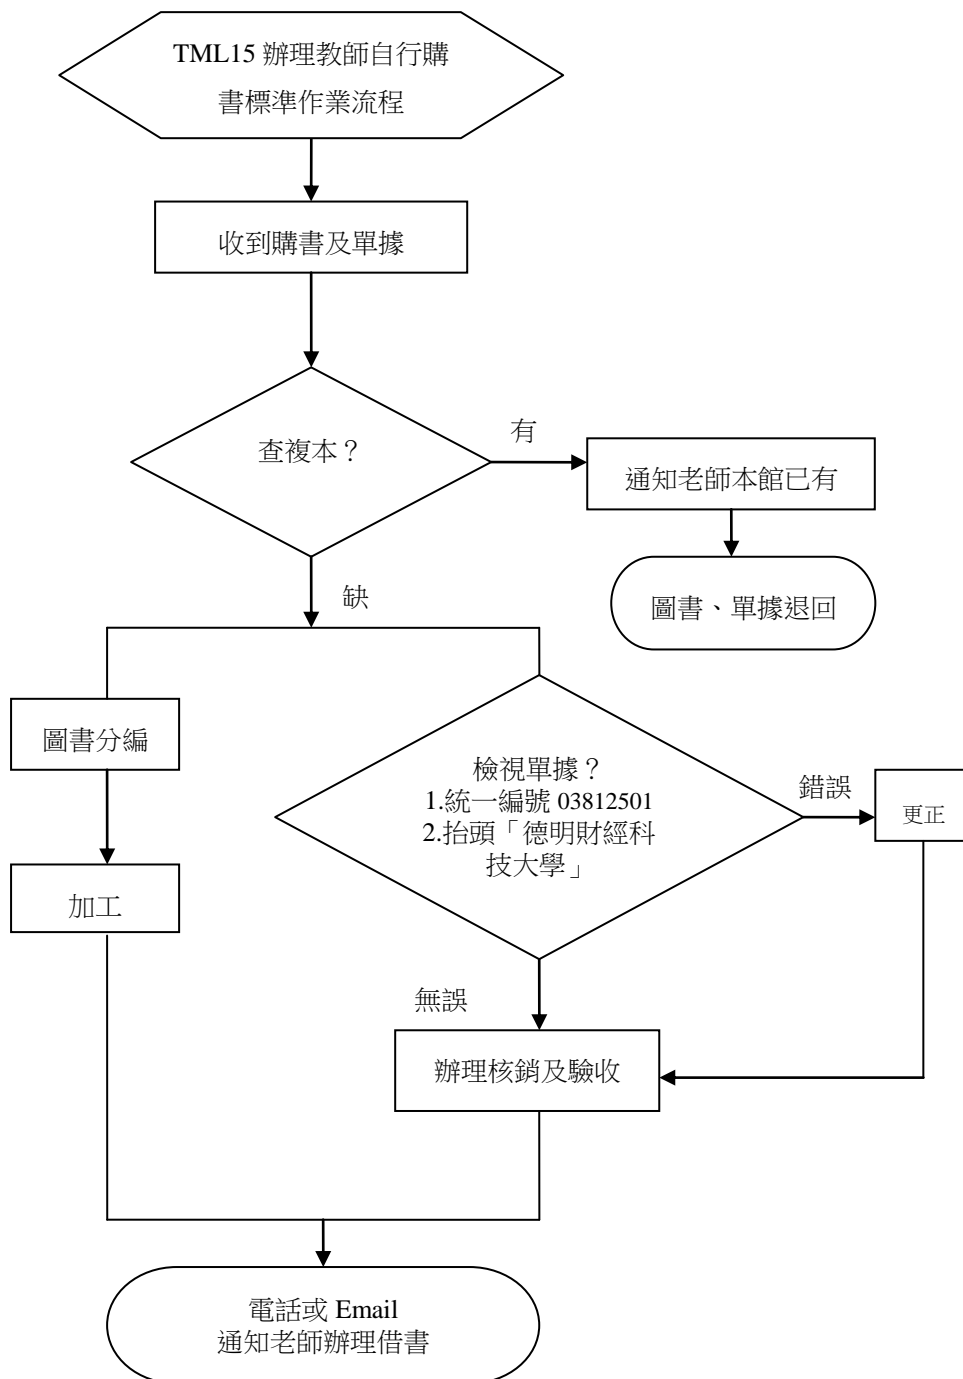 TML15 辦理教師自行購
書標準作業流程
收到購書及單據
查複本？
有
通知老師本館已有
圖書、單據退回
缺
圖書分編
加工
檢視單據？
1.統一編號 03812501
2.抬頭「德明財經科
技大學」
錯誤
更正
無誤
辦理核銷及驗收
電話或 Email
通知老師辦理借書